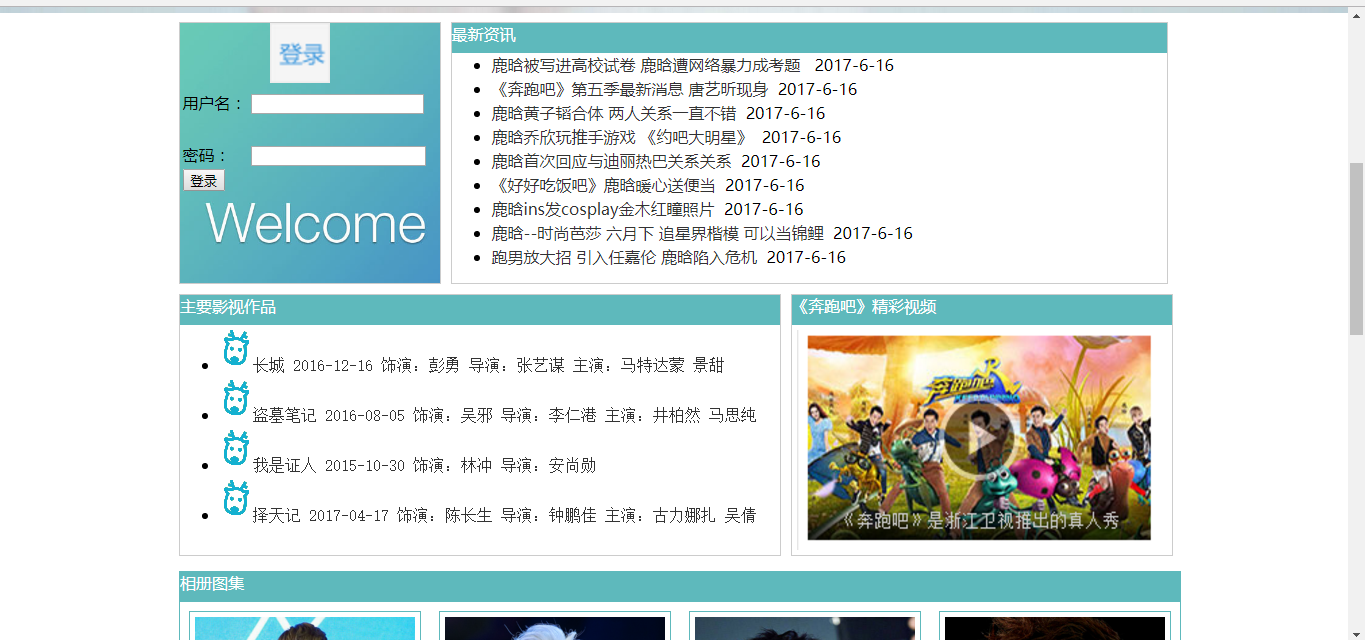 登录
用户名：
密码：
登录
Welcome
最新资讯
鹿晗被写进高校试卷 鹿晗遭网络暴力成考题 2017-6-16
《奔跑吧》第五季最新消息 唐艺昕现身 2017-6-16
鹿晗黄子韬合体 两人关系一直不错 2017-6-16
鹿晗乔欣玩推手游戏 《约吧大明星》 2017-6-16
鹿晗首次回应与迪丽热巴关系关系 2017-6-16
《好好吃饭吧》鹿晗暖心送便当 2017-6-16
鹿晗ins发cosplay金木红瞳照片 2017-6-16
鹿晗--时尚芭莎 六月下 追星界楷模 可以当锦鲤 2017-6-16
跑男放大招 引入任嘉伦 鹿晗陷入危机 2017-6-16
主要影视作品
长城 2016-12-16 饰演：彭勇 导演：张艺谋 主演：马特达蒙 景甜
盗墓笔记 2016-08-05 饰演：吴邪 导演：李仁港 主演：井柏然 马思纯
我是证人 2015-10-30 饰演：林冲 导演：安尚勋
择天记 2017-04-17 饰演：陈长生 导演：钟鹏佳 主演：古力娜扎 吴倩
《奔跑吧》精彩视频
奔跑吧
KEEP RUNNING
《奔跑吧》是浙江卫视推出的真人秀
相册图集